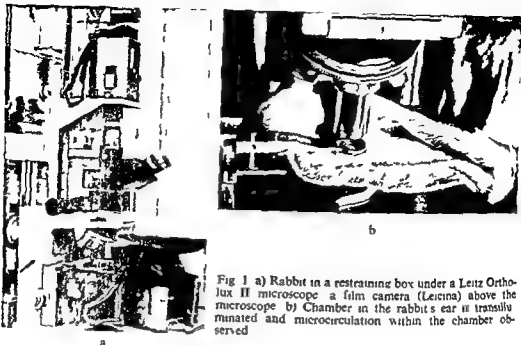 b
Fig 1 a) Rabbit in a restraining box under a Leitz Ortho-
lux II microscope a film camera (Leicina) above the
microscope b) Chamber in the rabbit s ear is transillu
minated and microcirculation within the chamber ob-
served
a